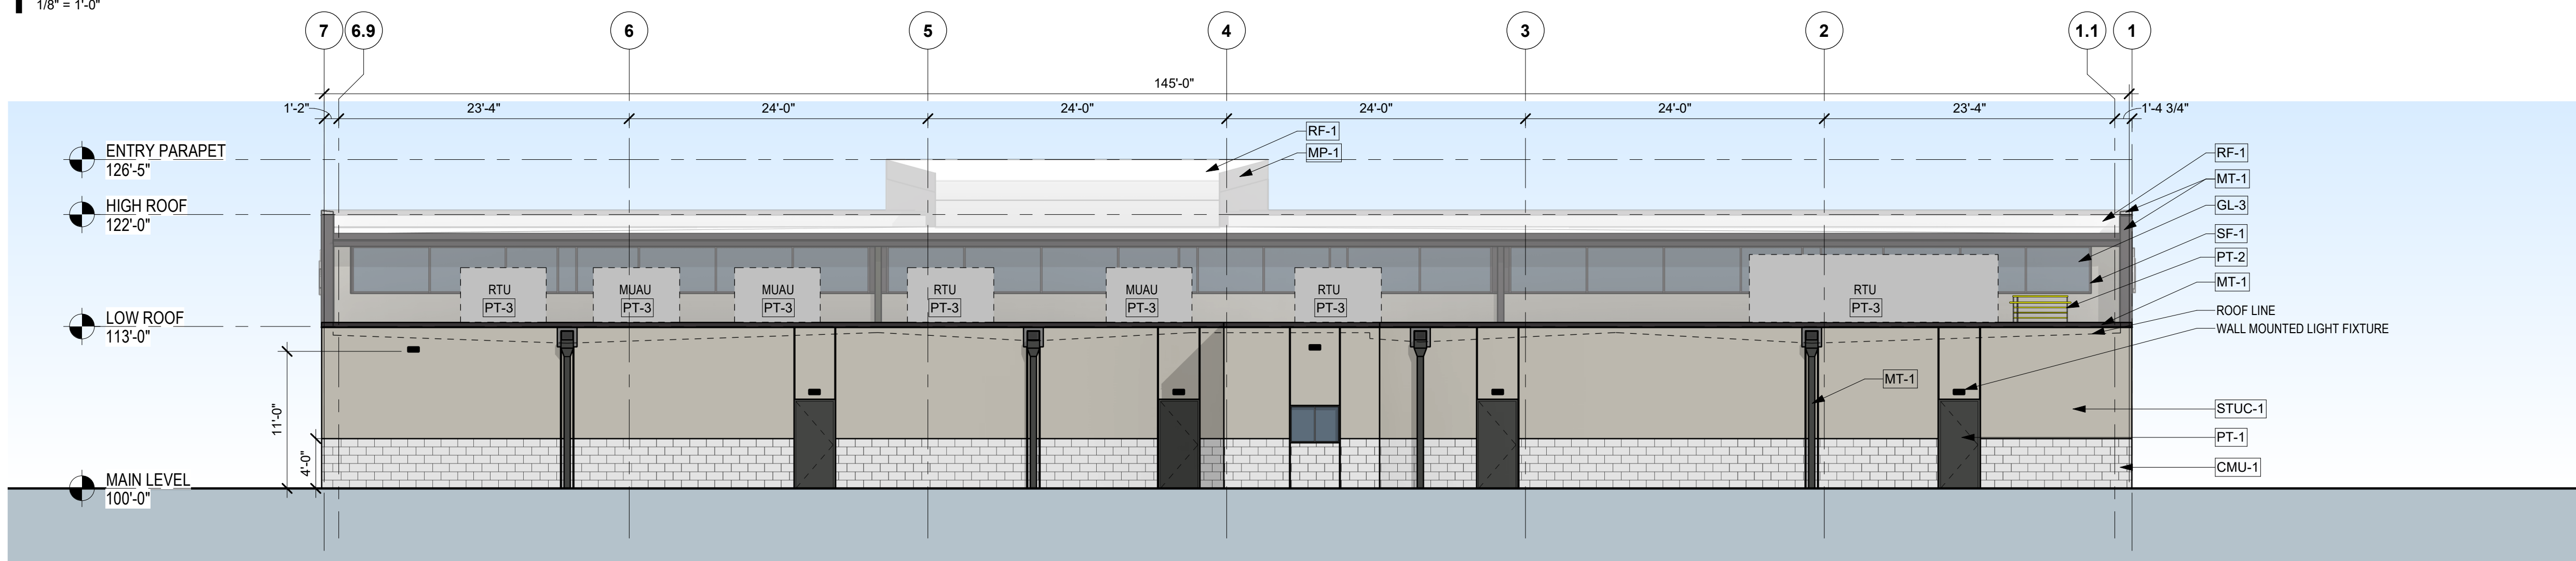 1/8" = 1'-0"
7 6.9 6 5 4 3 2 1.1 1
145'-0"
1'-2" 23'-4" 24'-0" 24'-0" 24'-0" 24'-0" 23'-4" 1'-4 3/4"
RF-1
MP-1
ENTRY PARAPET
126'-5"
HIGH ROOF
122'-0"
LOW ROOF
113'-0"
MAIN LEVEL
100'-0"
11'-0"
4'-0"
RTU
PT-3
MUAU
PT-3
MUAU
PT-3
RTU
PT-3
MUAU
PT-3
RTU
PT-3
RTU
PT-3
MT-1
RF-1
MT-1
GL-3
SF-1
PT-2
MT-1
ROOF LINE
WALL MOUNTED LIGHT FIXTURE
STUC-1
PT-1
CMU-1